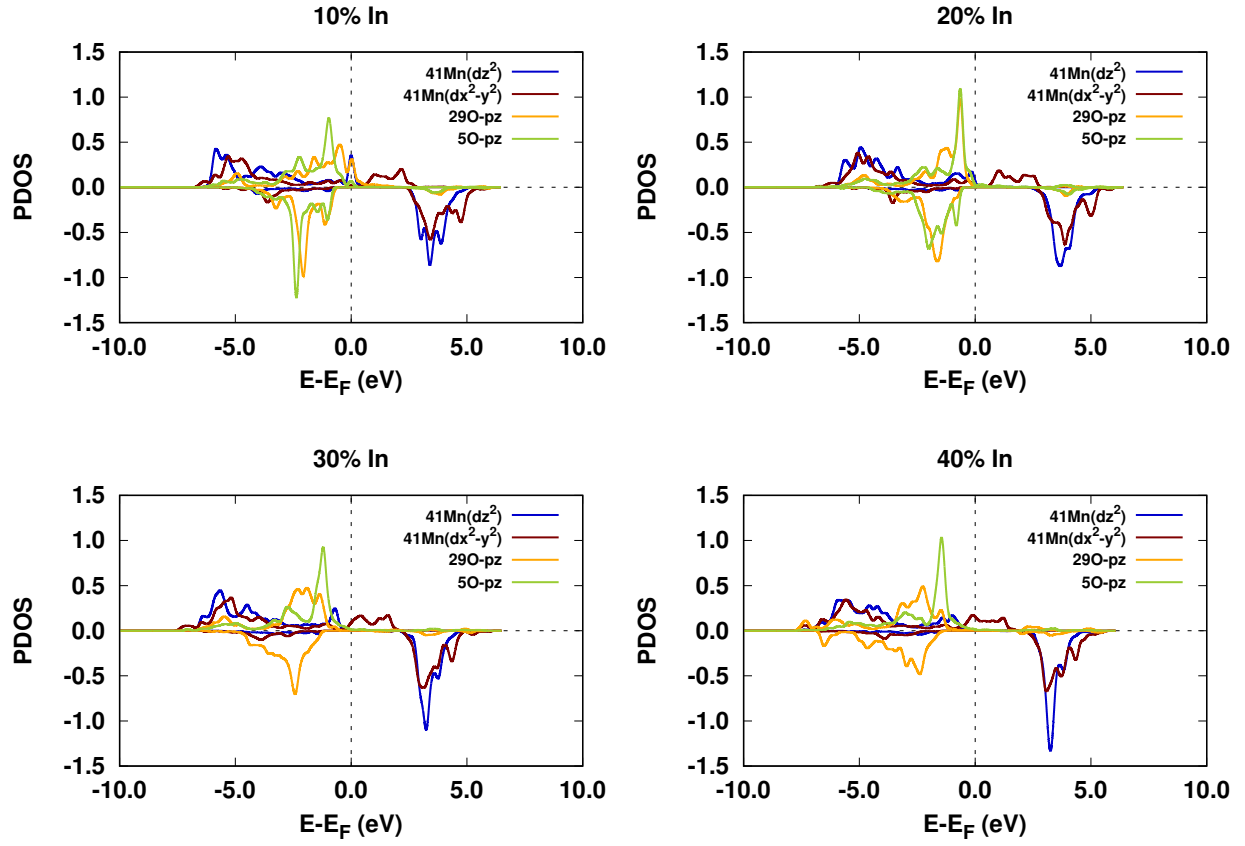 10% In
1.5
1.0
0.5
0.0
-0.5
-1.0
-1.5
PDOS
41Mn(dz²)
41Mn(dx²-y²)
29O-pz
5O-pz
-10.0 -5.0 0.0 5.0 10.0
E-E_F (eV)
20% In
1.5
1.0
0.5
0.0
-0.5
-1.0
-1.5
PDOS
41Mn(dz²)
41Mn(dx²-y²)
29O-pz
5O-pz
-10.0 -5.0 0.0 5.0 10.0
E-E_F (eV)
30% In
1.5
1.0
0.5
0.0
-0.5
-1.0
-1.5
PDOS
41Mn(dz²)
41Mn(dx²-y²)
29O-pz
5O-pz
-10.0 -5.0 0.0 5.0 10.0
E-E_F (eV)
40% In
1.5
1.0
0.5
0.0
-0.5
-1.0
-1.5
PDOS
41Mn(dz²)
41Mn(dx²-y²)
29O-pz
5O-pz
-10.0 -5.0 0.0 5.0 10.0
E-E_F (eV)